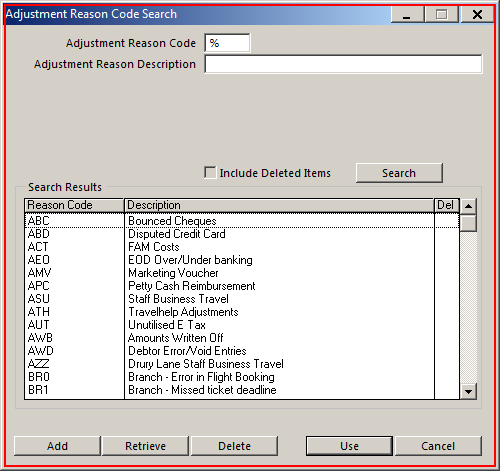 Adjustment Reason Code Search
Adjustment Reason Code %
Adjustment Reason Description
Include Deleted Items Search
Search Results
Reason Code Description Del
ABC Bounced Cheques
ABD Disputed Credit Card
ACT FAM Costs
AEO EOD Over/Under banking
AMV Marketing Voucher
APC Petty Cash Reimbursement
ASU Staff Business Travel
ATH Travelhelp Adjustments
AUT Unutilised E Tax
AWB Amounts Written Off
AWD Debtor Error/Void Entries
AZZ Drury Lane Staff Business Travel
BR0 Branch - Error in Flight Booking
BR1 Branch - Missed ticket deadline
Add Retrieve Delete Use Cancel